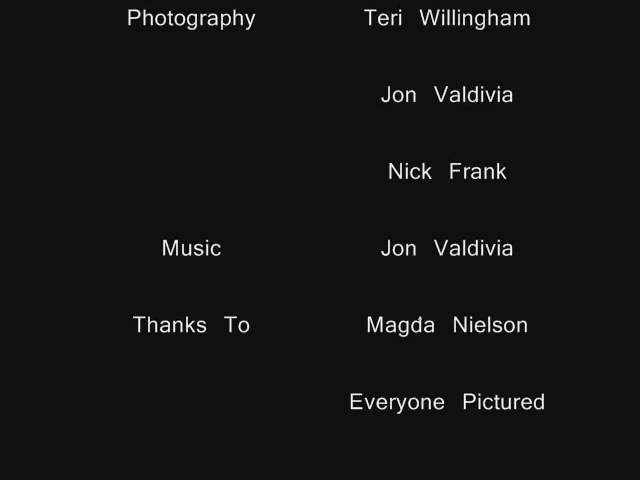 Photography Teri Willingham
Jon Valdivia
Nick Frank
Music Jon Valdivia
Thanks To Magda Nielson
Everyone Pictured